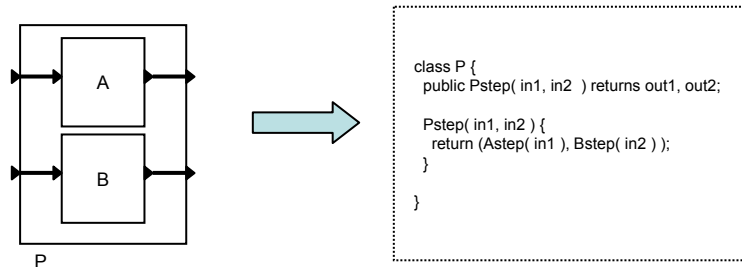 A
B
P
class P {
public Pstep( in1, in2 ) returns out1, out2;
Pstep( in1, in2 ) {
return (Astep( in1 ), Bstep( in2 ) );
}
}